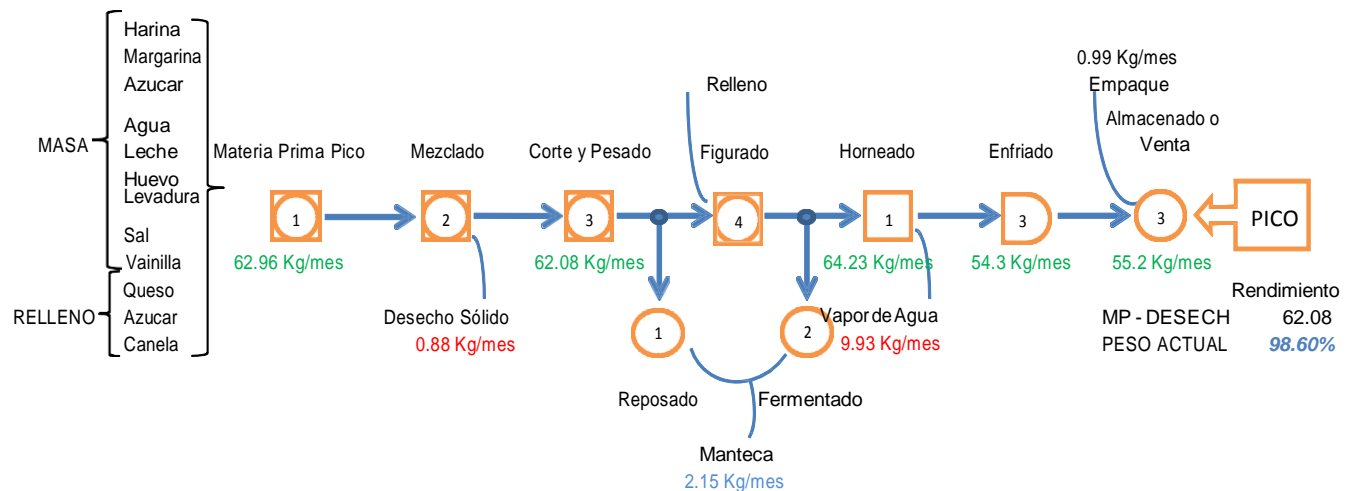 Harina
Margarina
Azucar
Agua
Leche
Huevo
Levadura
Sal
Vainilla
MASA
Queso
Azucar
Canela
RELLENO
Materia Prima Pico
1
62.96 Kg/mes
Mezclado
2
Desecho Sólido
0.88 Kg/mes
Corte y Pesado
3
62.08 Kg/mes
Relleno
Figurado
4
1
Reposado
2
Fermentado
Manteca
2.15 Kg/mes
Horneado
1
64.23 Kg/mes
Vapor de Agua
9.93 Kg/mes
Enfriado
3
54.3 Kg/mes
0.99 Kg/mes
Empaque
Almacenado o
Venta
3
55.2 Kg/mes
PICO
Rendimiento
MP - DESECH 62.08
PESO ACTUAL 98.60%